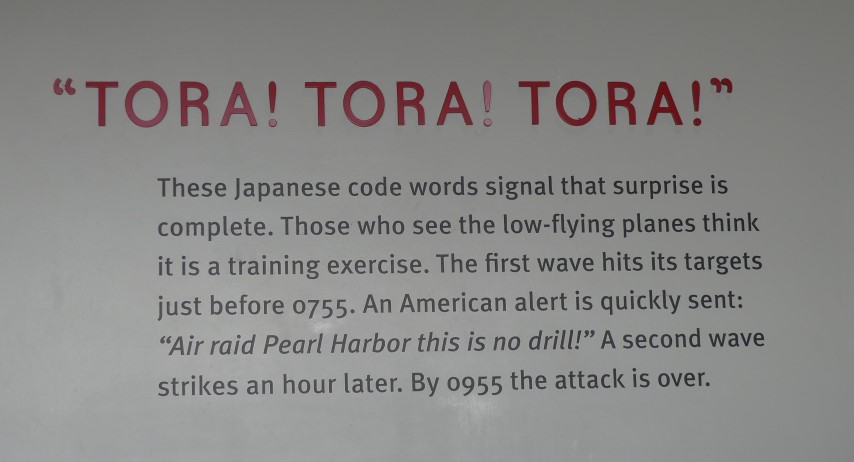 “TORA! TORA! TORA!”
These Japanese code words signal that surprise is
complete. Those who see the low-flying planes think
it is a training exercise. The first wave hits its targets
just before 0755. An American alert is quickly sent:
“Air raid Pearl Harbor this is no drill!” A second wave
strikes an hour later. By 0955 the attack is over.